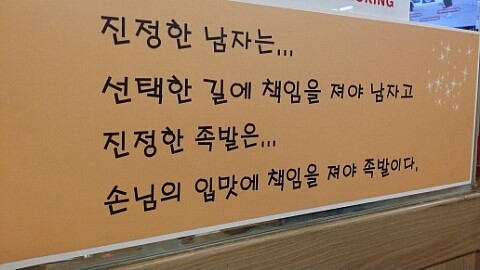 진정한 남자는...
선택한 길에 책임을 져야 남자고
진정한 족발은...
손님의 입맛에 책임을 져야 족발이다.